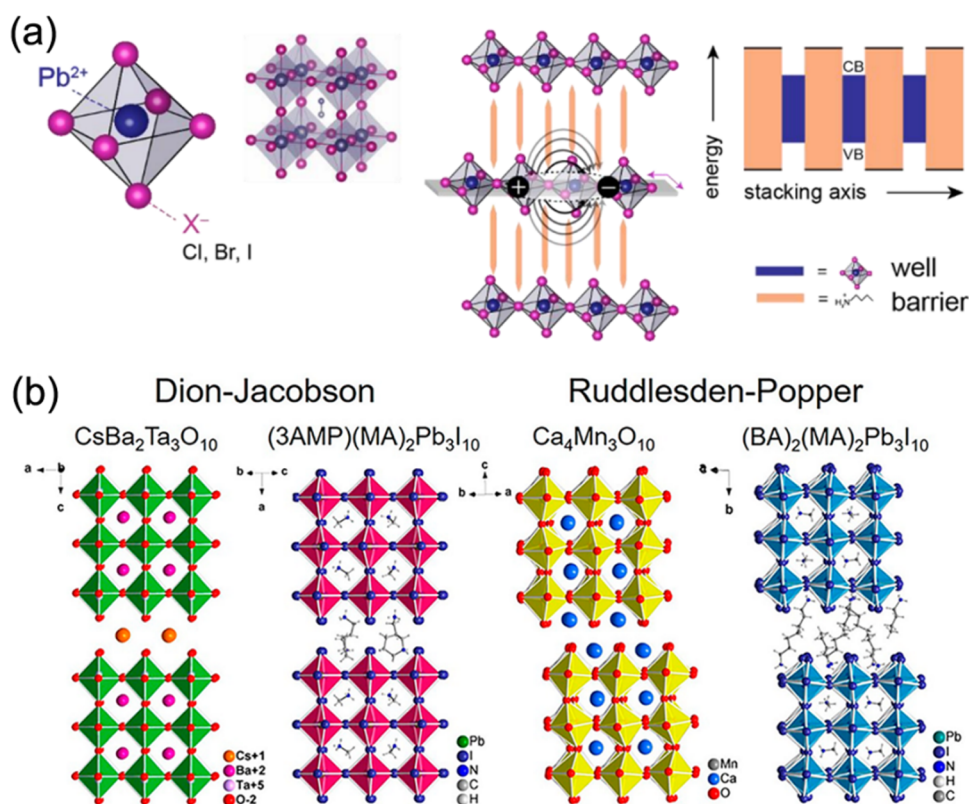 (a)
Pb²⁺
X⁻
Cl, Br, I
+
−
energy
CB
VB
stacking axis
= well
= H₃N⁺ barrier
(b)
Dion-Jacobson
Ruddlesden-Popper
CsBa₂Ta₃O₁₀
(3AMP)(MA)₂Pb₃I₁₀
Ca₄Mn₃O₁₀
(BA)₂(MA)₂Pb₃I₁₀
a b
c
b c
a
c
b a
a
b
Cs+1
Ba+2
Ta+5
O-2
Pb
I
N
C
H
Mn
Ca
O
Pb
I
N
H
C